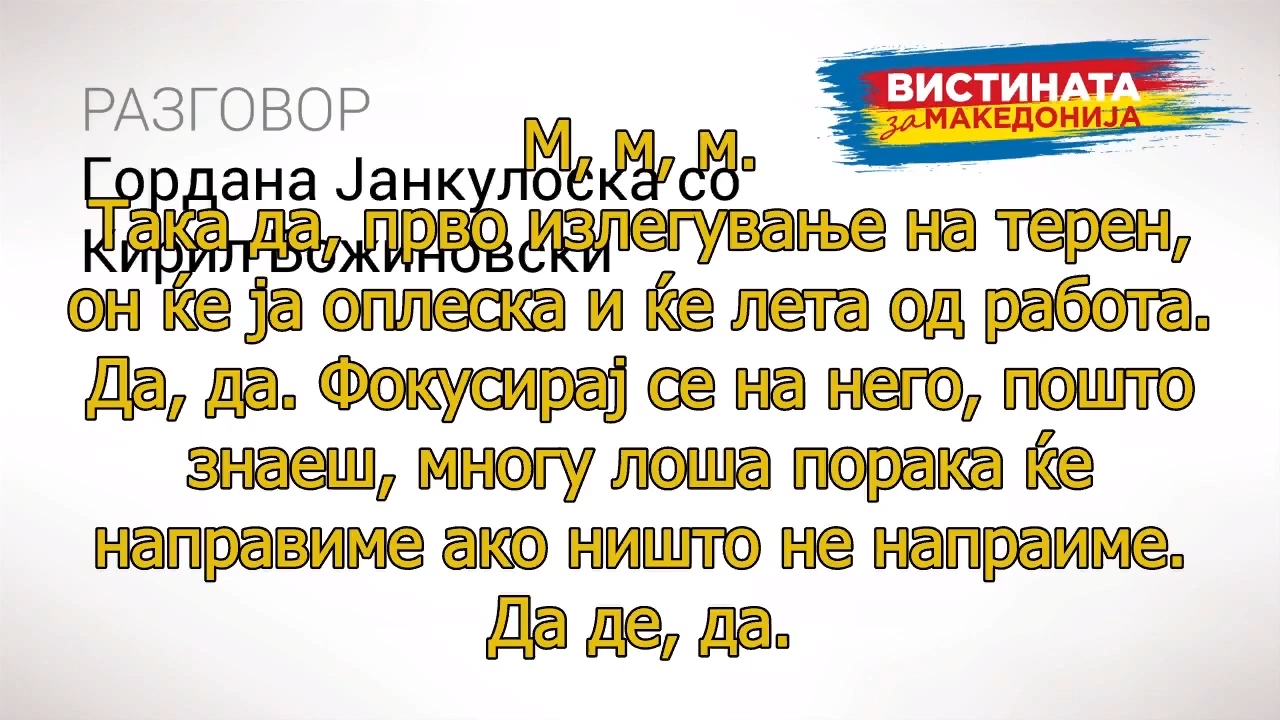 РАЗГОВОР
Гордана Јанкулоска со
Кирил Божиновски
ВИСТИНАТА
за МАКЕДОНИЈА
М, м, м.
Така да, прво излегување на терен,
он ќе ја оплеска и ќе лета од работа.
Да, да. Фокусирај се на него, пошто
знаеш, многу лоша порака ќе
направиме ако ништо не напраиме.
Да де, да.